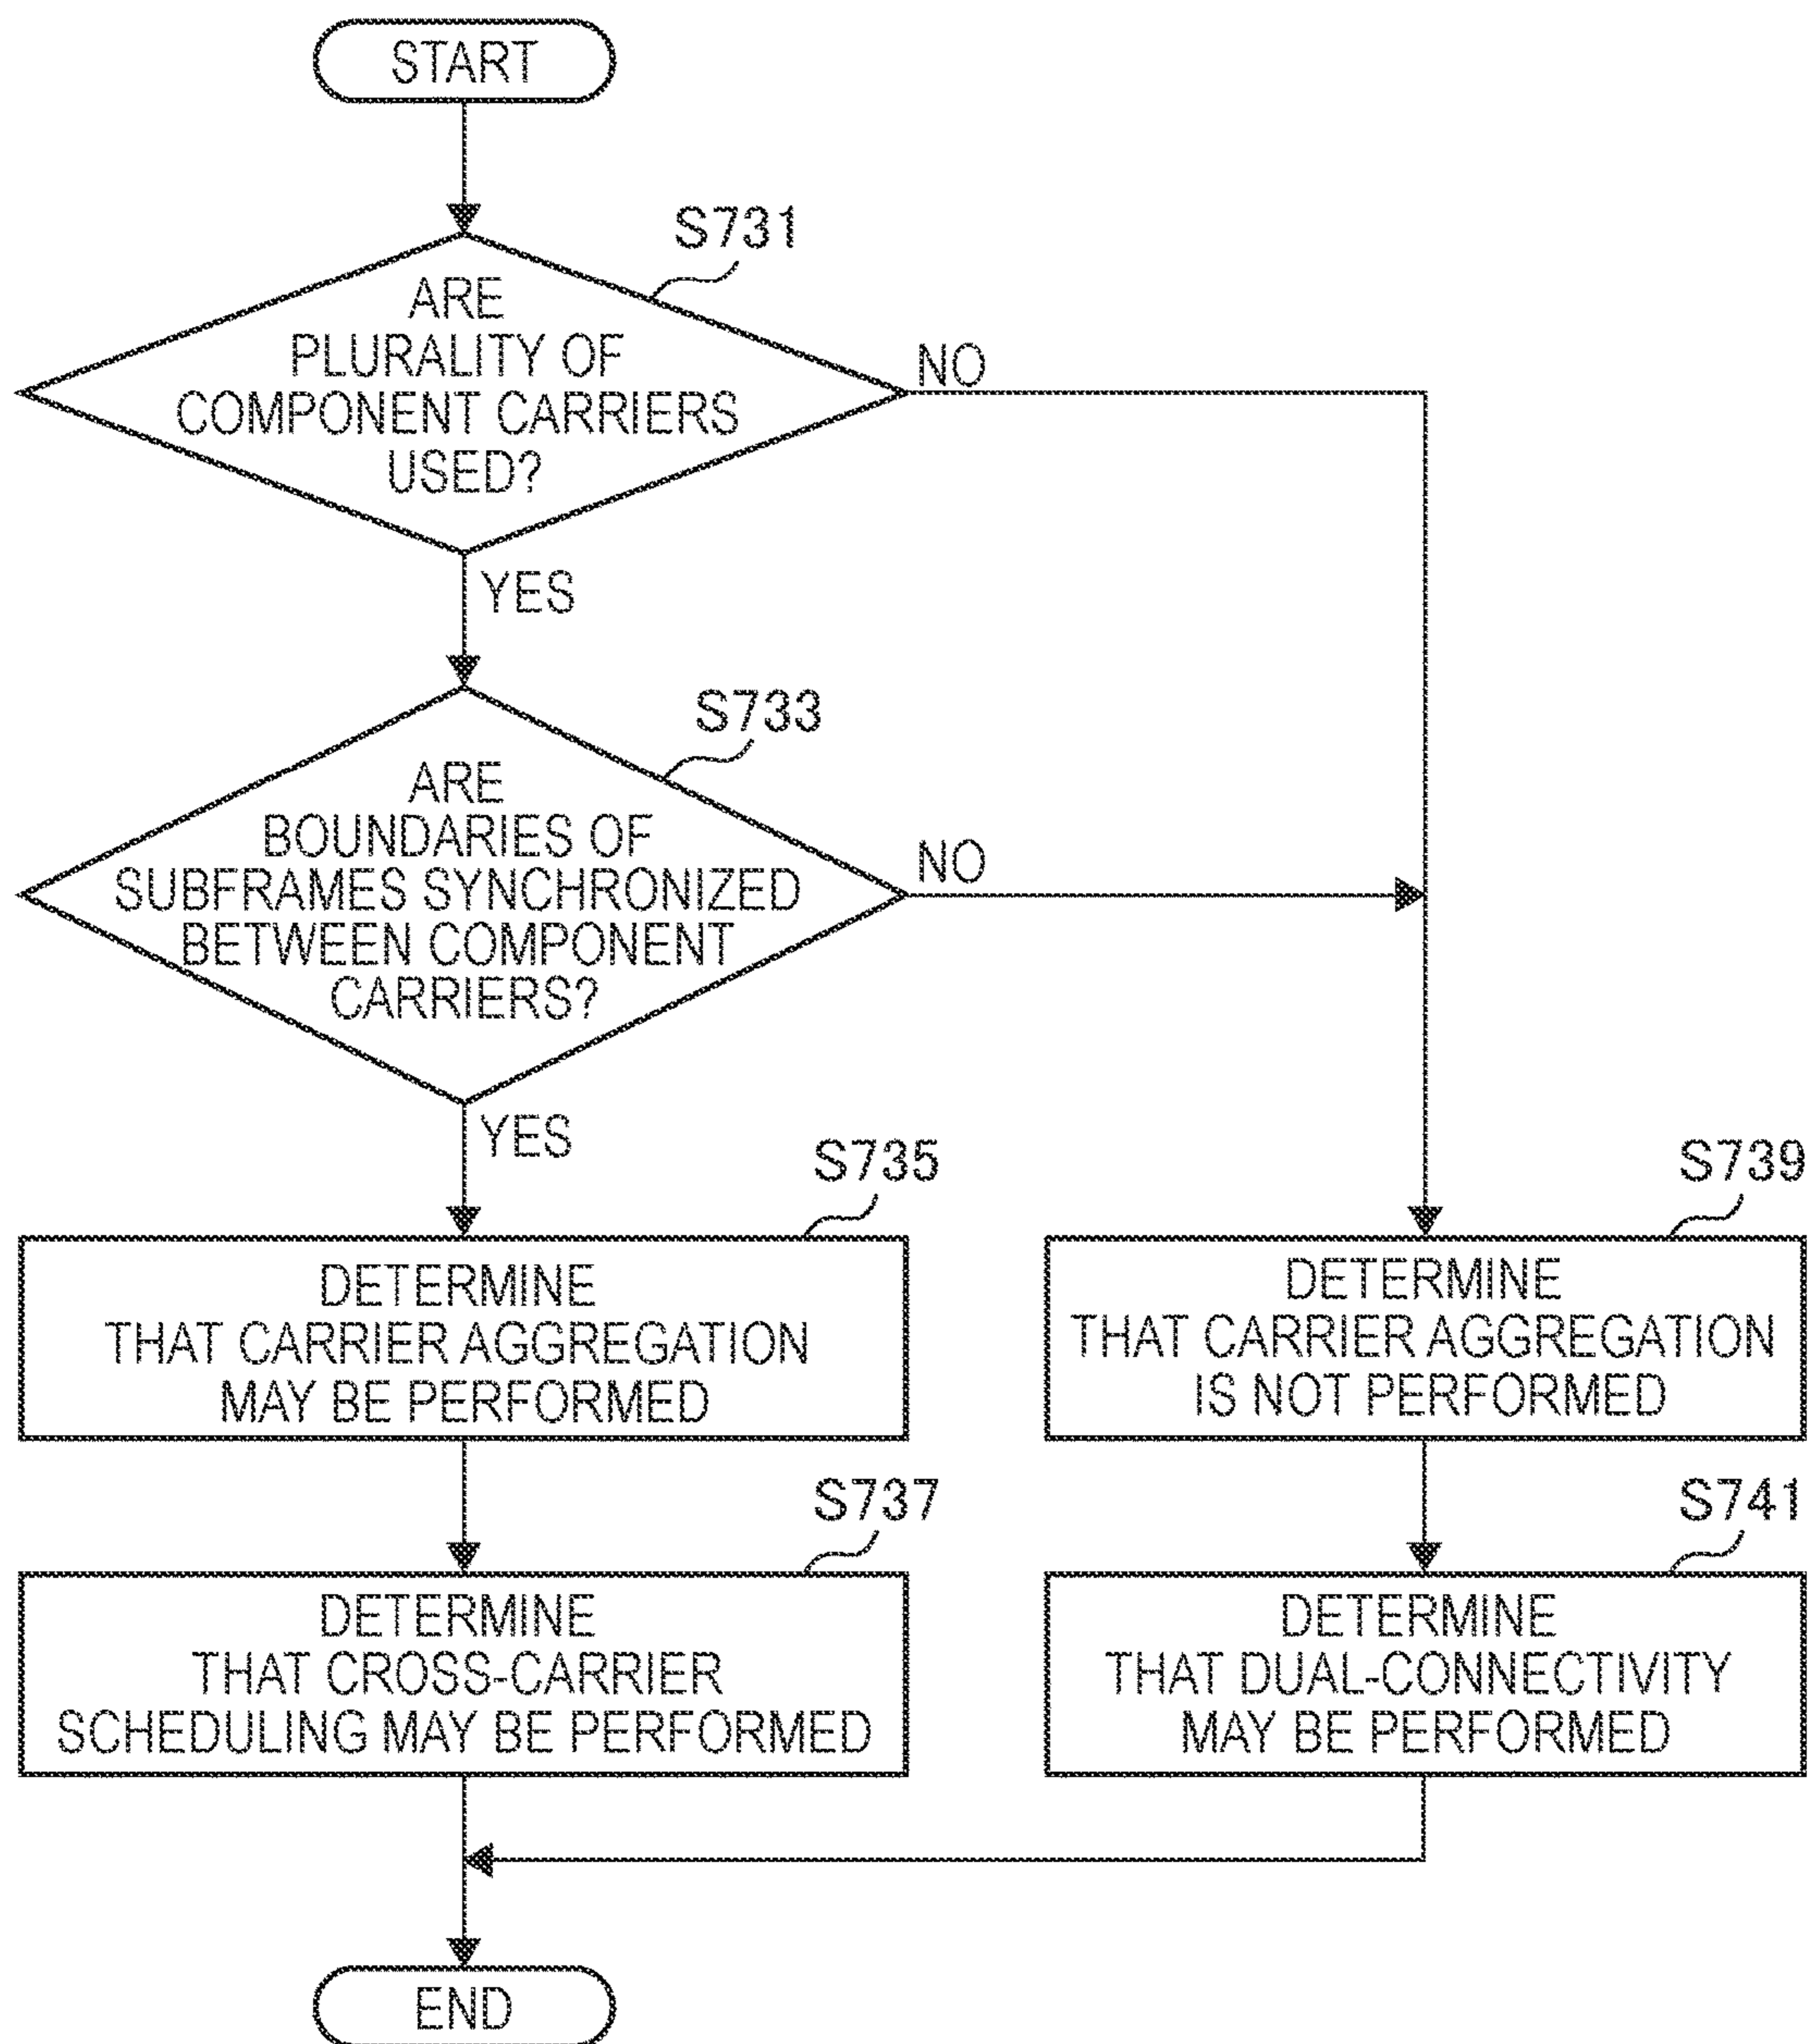 START
S731
ARE
PLURALITY OF
COMPONENT CARRIERS
USED?
NO
YES
S733
ARE
BOUNDARIES OF
SUBFRAMES SYNCHRONIZED
BETWEEN COMPONENT
CARRIERS?
NO
YES
S735
DETERMINE
THAT CARRIER AGGREGATION
MAY BE PERFORMED
S739
DETERMINE
THAT CARRIER AGGREGATION
IS NOT PERFORMED
S737
DETERMINE
THAT CROSS-CARRIER
SCHEDULING MAY BE PERFORMED
S741
DETERMINE
THAT DUAL-CONNECTIVITY
MAY BE PERFORMED
END